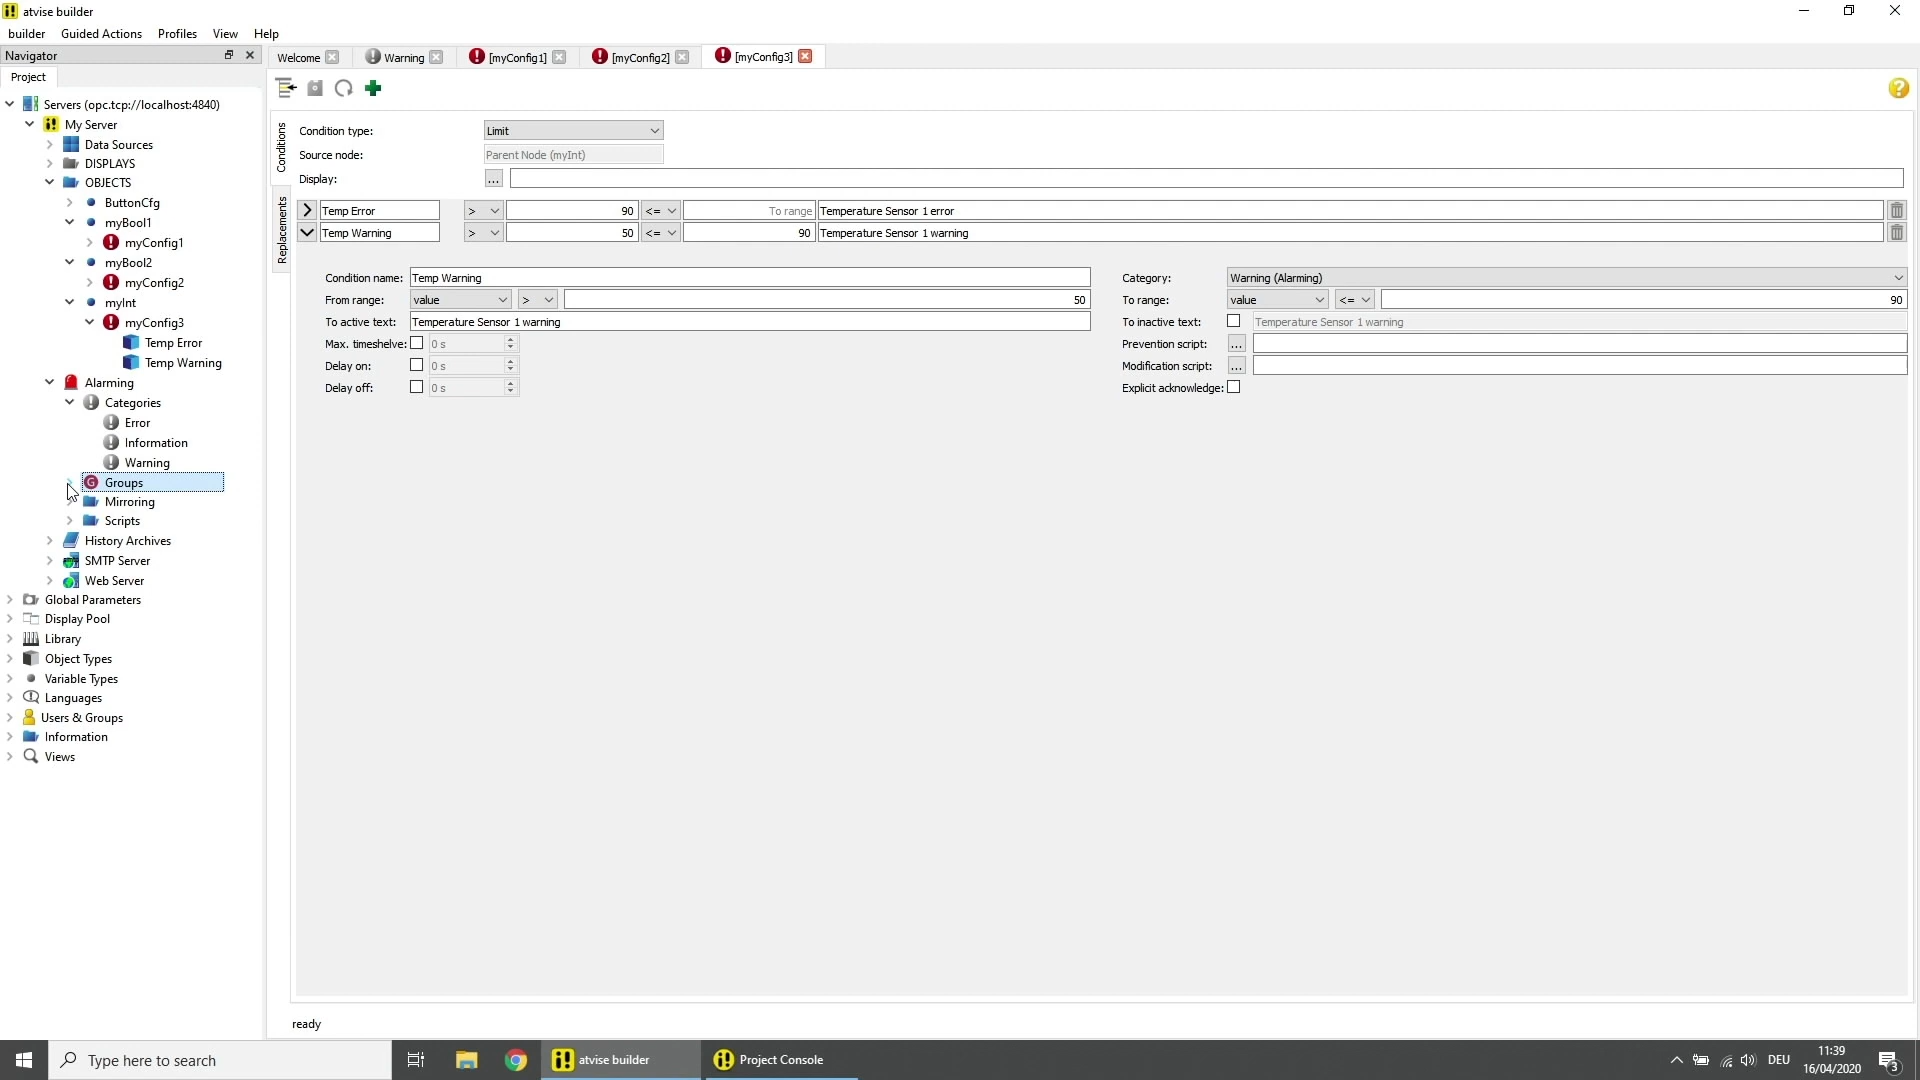 atvise builder
builder Guided Actions Profiles View Help
Navigator
Project
Welcome
Warning
[myConfig1]
[myConfig2]
[myConfig3]
Servers (opc.tcp://localhost:4840)
My Server
Data Sources
DISPLAYS
OBJECTS
ButtonCfg
myBool1
myConfig1
myBool2
myConfig2
myInt
myConfig3
Temp Error
Temp Warning
Alarming
Categories
Error
Information
Warning
Groups
Mirroring
Scripts
History Archives
SMTP Server
Web Server
Global Parameters
Display Pool
Library
Object Types
Variable Types
Languages
Users & Groups
Information
Views
Conditions
Replacements
Condition type: Limit
Source node: Parent Node (myInt)
Display: ...
Temp Error > 90 <= To range Temperature Sensor 1 error
Temp Warning > 50 <= 90 Temperature Sensor 1 warning
Condition name: Temp Warning
Category: Warning (Alarming)
From range: value > 50
To range: value <= 90
To active text: Temperature Sensor 1 warning
To inactive text: Temperature Sensor 1 warning
Max. timeshelve: 0 s
Prevention script: ...
Delay on: 0 s
Modification script: ...
Delay off: 0 s
Explicit acknowledge:
ready
Type here to search
atvise builder
Project Console
DEU
11:39
16/04/2020
3